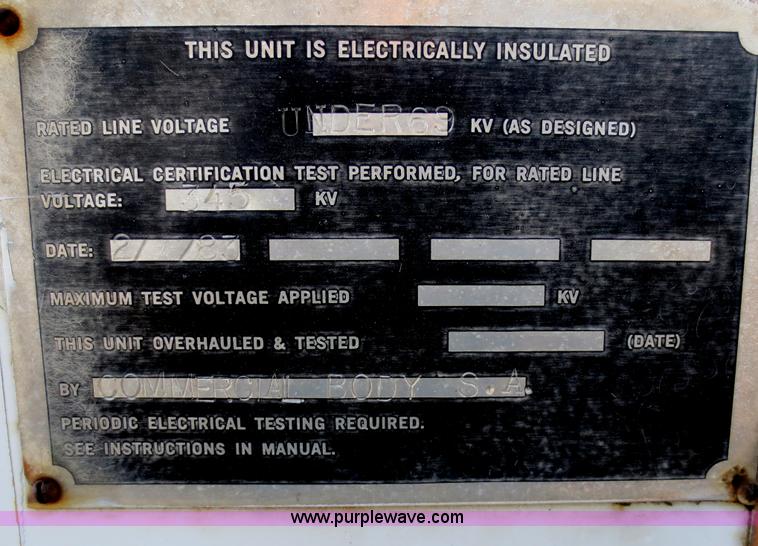 THIS UNIT IS ELECTRICALLY INSULATED
RATED LINE VOLTAGE UNDER69 KV (AS DESIGNED)
ELECTRICAL CERTIFICATION TEST PERFORMED, FOR RATED LINE
VOLTAGE: 345 KV
DATE:
MAXIMUM TEST VOLTAGE APPLIED KV
THIS UNIT OVERHAULED & TESTED (DATE)
BY COMMERCIAL BODY S.A.
PERIODIC ELECTRICAL TESTING REQUIRED.
SEE INSTRUCTIONS IN MANUAL.
www.purplewave.com